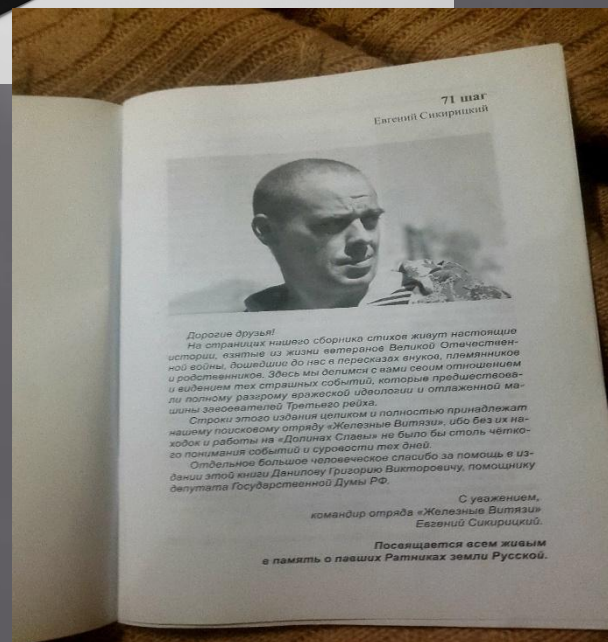 71 шаг
Евгений Сикирицкий
Дорогие друзья!
На страницах нашего сборника стихов живут настоящие
истории, взятые из жизни ветеранов Великой Отечествен-
ной войны, дошедшие до нас в пересказах внуков, племянников
и родственников. Здесь мы делимся с вами своим отношением
и видением тех страшных событий, которые предшествова-
ли полному разгрому вражеской идеологии и отлаженной ма-
шины завоевателей Третьего рейха.
Строки этого издания целиком и полностью принадлежат
нашему поисковому отряду «Железные Витязи», ибо без их на-
ходок и работы на «Долинах Славы» не было бы столь чётко-
го понимания событий и суровости тех дней.
Отдельное большое человеческое спасибо за помощь в из-
дании этой книги Данилову Григорию Викторовичу, помощнику
депутата Государственной Думы РФ.
С уважением,
командир отряда «Железные Витязи»
Евгений Сикирицкий.
Посвящается всем живым
в память о павших Ратниках земли Русской.